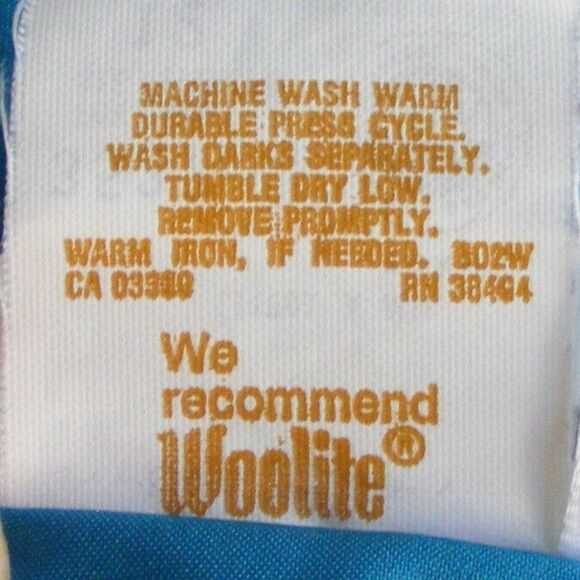 MACHINE WASH WARM
DURABLE PRESS CYCLE.
WASH DARKS SEPARATELY.
TUMBLE DRY LOW.
REMOVE PROMPTLY.
WARM IRON, IF NEEDED. 802W
CA 03989 RN 38494
We
recommend
Woolite®